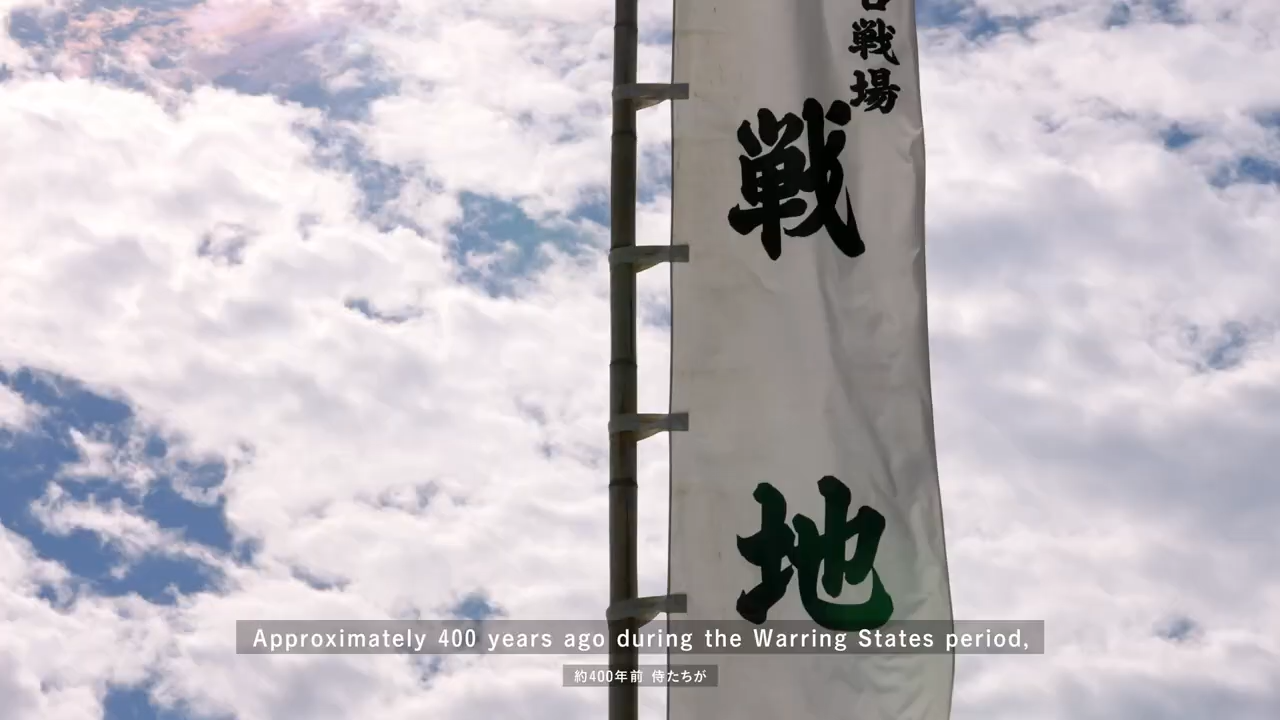 戦場
戦地
Approximately 400 years ago during the Warring States period,
約400年前 侍たちが